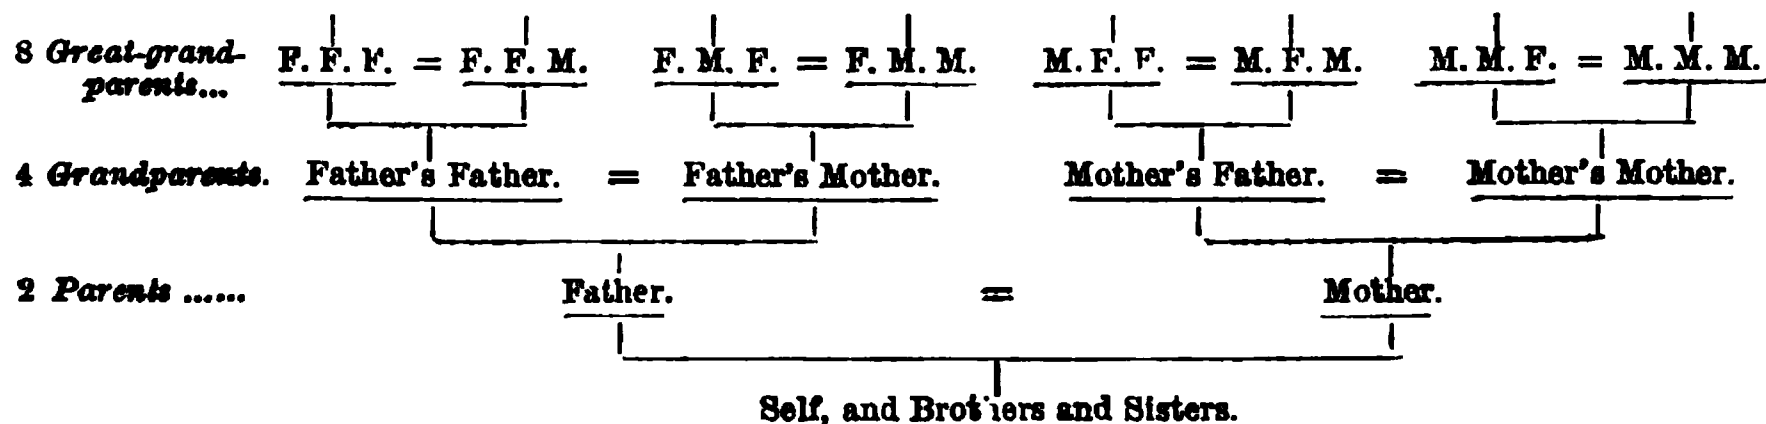 8 Great-grand- F. F. F. = F. F. M. F. M. F. = F. M. M. M. F. F. = M. F. M. M. M. F. = M. M. M.
parents...
4 Grandparents. Father's Father. = Father's Mother. Mother's Father. = Mother's Mother.
2 Parents ...... Father. = Mother.
Self, and Brothers and Sisters.